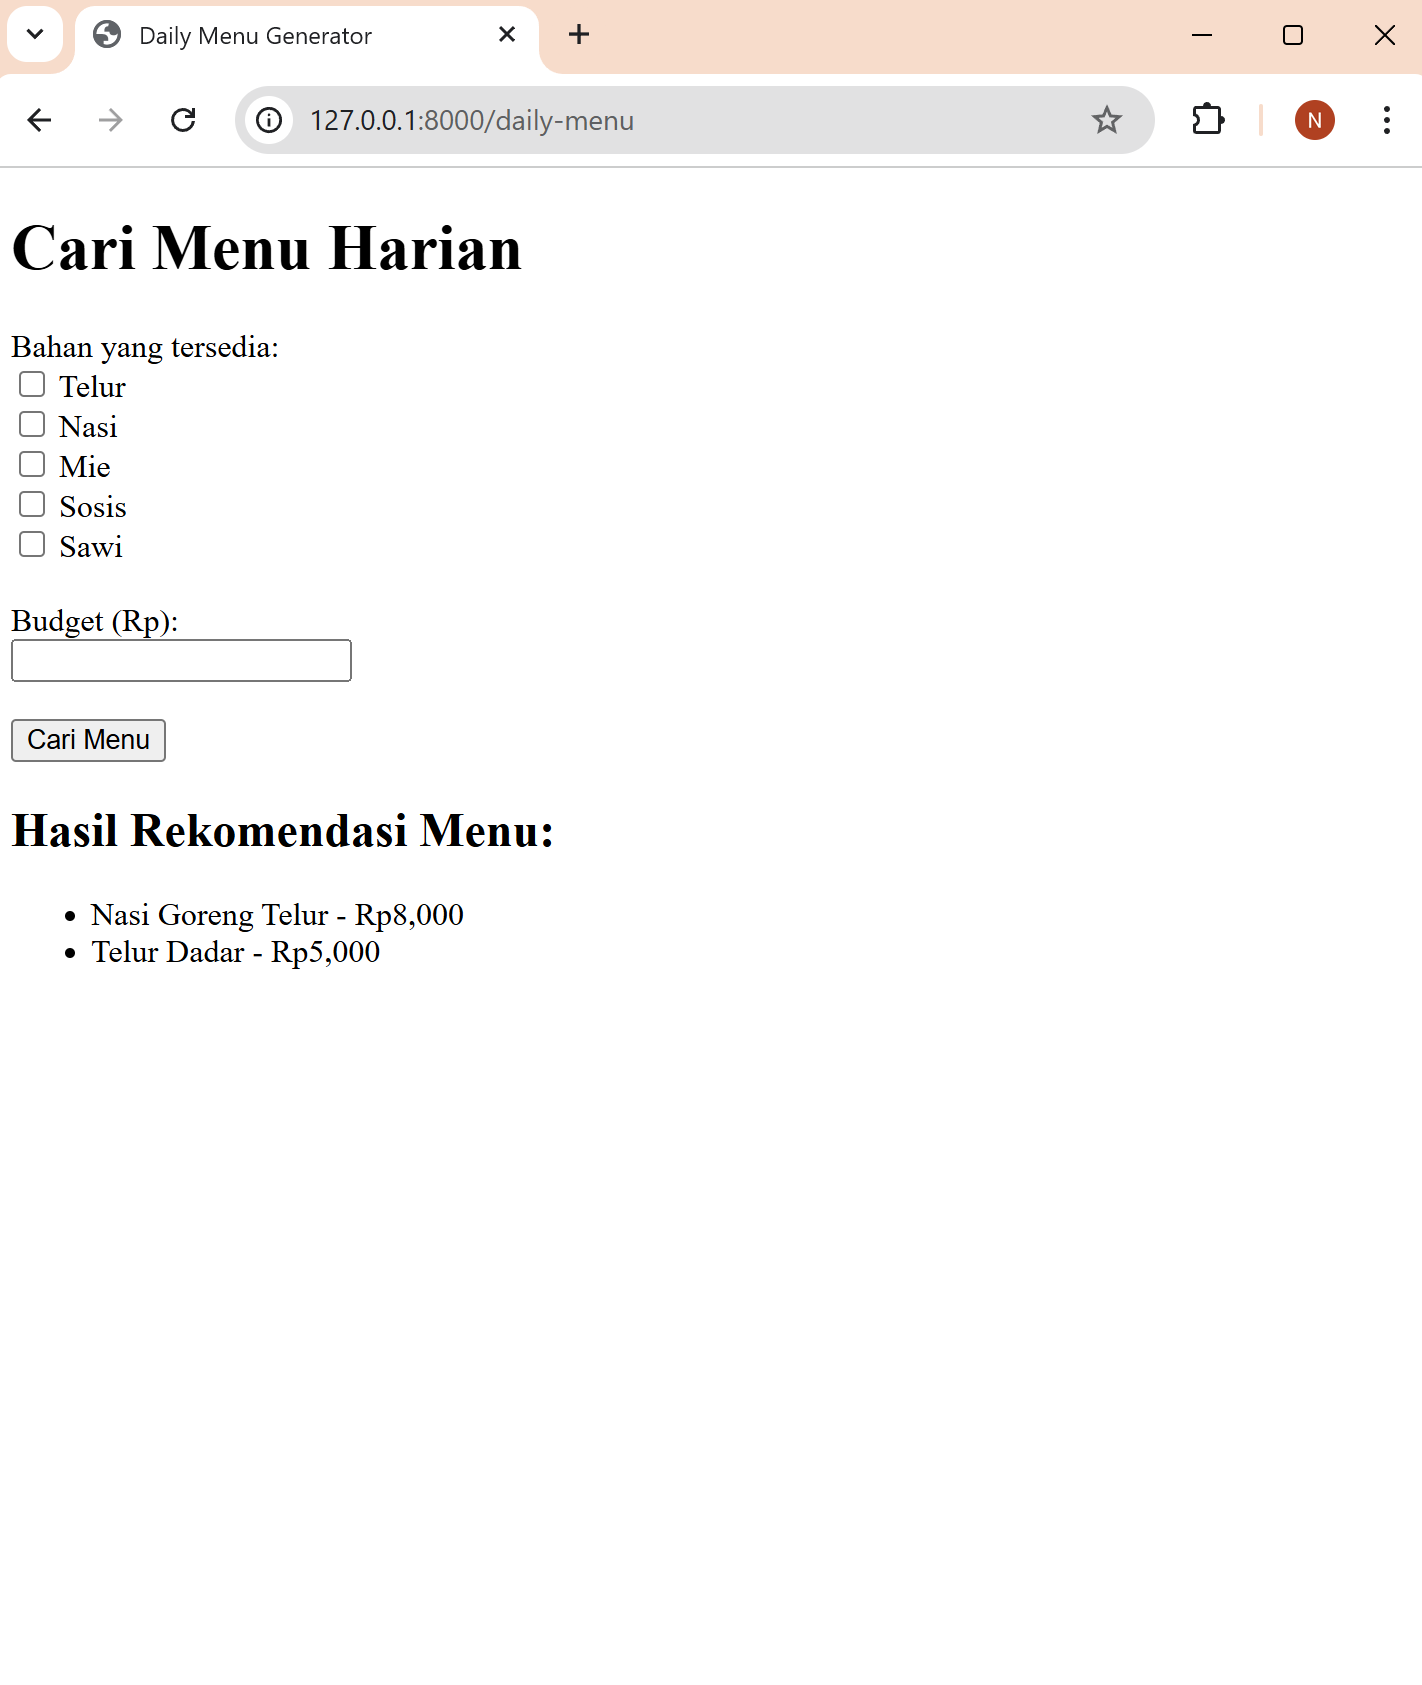 Daily Menu Generator
127.0.0.1:8000/daily-menu
N
Cari Menu Harian
Bahan yang tersedia:
Telur
Nasi
Mie
Sosis
Sawi
Budget (Rp):
Cari Menu
Hasil Rekomendasi Menu:
• Nasi Goreng Telur - Rp8,000
• Telur Dadar - Rp5,000